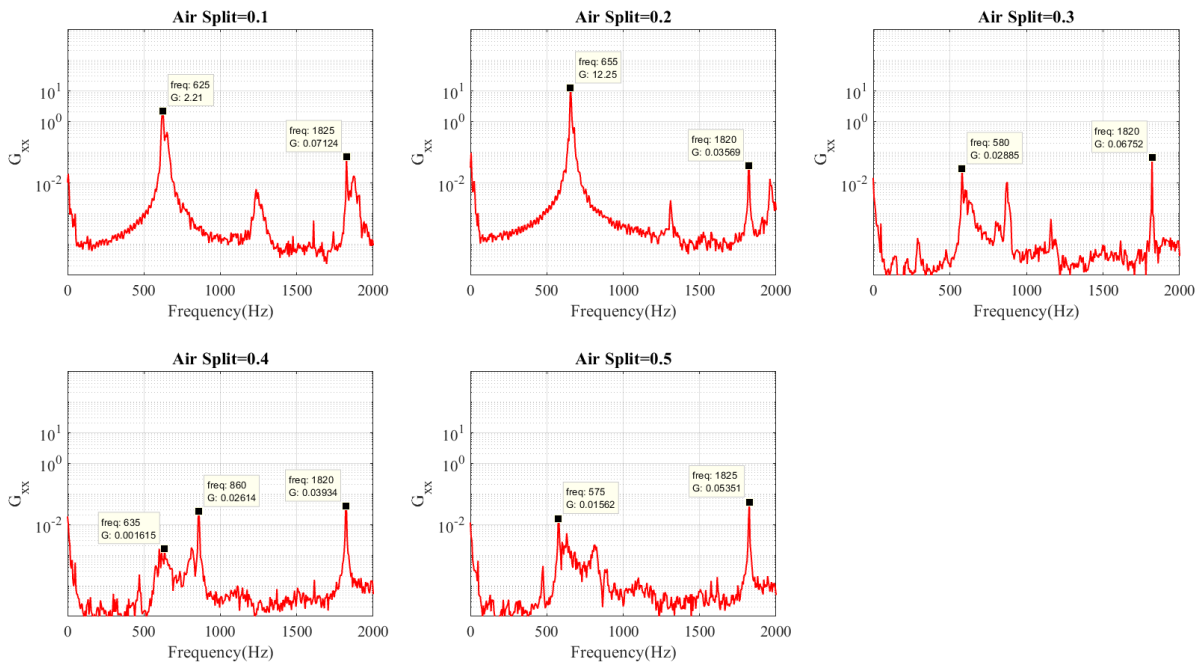 Air Split=0.1
G_xx
10^1
10^0
10^-2
freq: 625
G: 2.21
freq: 1825
G: 0.07124
0 500 1000 1500 2000
Frequency(Hz)
Air Split=0.2
G_xx
10^1
10^0
10^-2
freq: 655
G: 12.25
freq: 1820
G: 0.03569
0 500 1000 1500 2000
Frequency(Hz)
Air Split=0.3
G_xx
10^1
10^0
10^-2
freq: 580
G: 0.02885
freq: 1820
G: 0.06752
0 500 1000 1500 2000
Frequency(Hz)
Air Split=0.4
G_xx
10^1
10^0
10^-2
freq: 635
G: 0.001615
freq: 860
G: 0.02614
freq: 1820
G: 0.03934
0 500 1000 1500 2000
Frequency(Hz)
Air Split=0.5
G_xx
10^1
10^0
10^-2
freq: 575
G: 0.01562
freq: 1825
G: 0.05351
0 500 1000 1500 2000
Frequency(Hz)